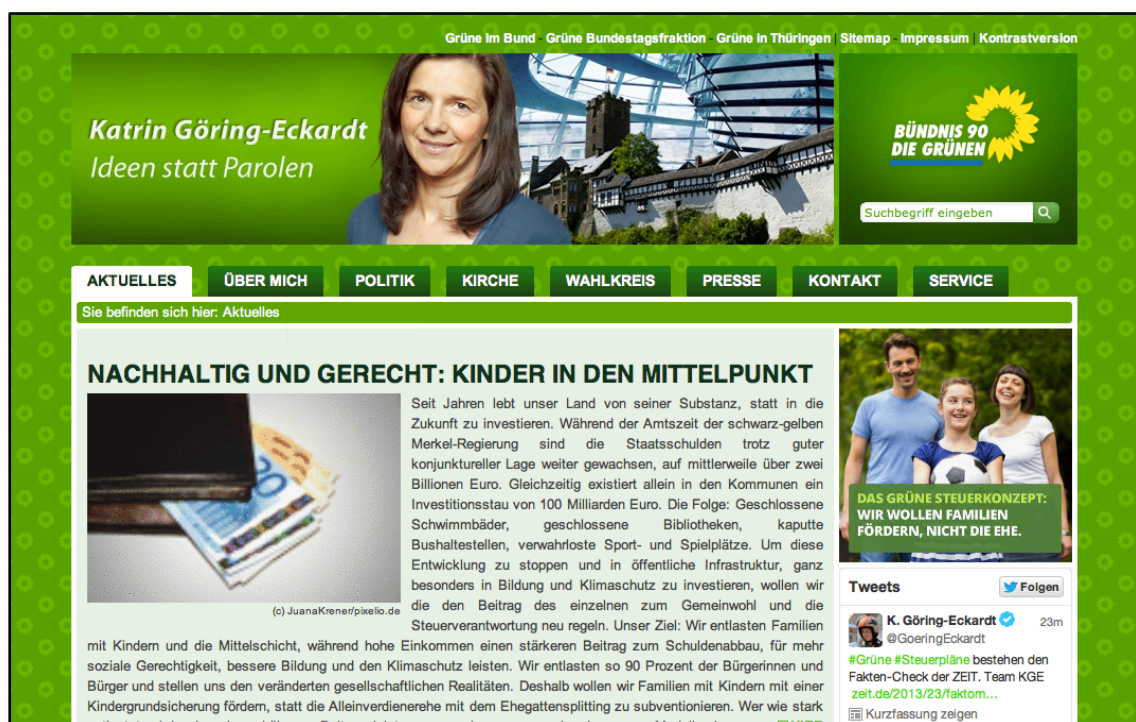 Grüne im Bund - Grüne Bundestagsfraktion - Grüne in Thüringen | Sitemap - Impressum | Kontrastversion
Katrin Göring-Eckardt
Ideen statt Parolen
BÜNDNIS 90
DIE GRÜNEN
Suchbegriff eingeben
AKTUELLES ÜBER MICH POLITIK KIRCHE WAHLKREIS PRESSE KONTAKT SERVICE
Sie befinden sich hier: Aktuelles
NACHHALTIG UND GERECHT: KINDER IN DEN MITTELPUNKT
20
(c) JuanaKrener/pixelio.de
Seit Jahren lebt unser Land von seiner Substanz, statt in die
Zukunft zu investieren. Während der Amtszeit der schwarz-gelben
Merkel-Regierung sind die Staatsschulden trotz guter
konjunktureller Lage weiter gewachsen, auf mittlerweile über zwei
Billionen Euro. Gleichzeitig existiert allein in den Kommunen ein
Investitionsstau von 100 Milliarden Euro. Die Folge: Geschlossene
Schwimmbäder, geschlossene Bibliotheken, kaputte
Bushaltestellen, verwahrloste Sport- und Spielplätze. Um diese
Entwicklung zu stoppen und in öffentliche Infrastruktur, ganz
besonders in Bildung und Klimaschutz zu investieren, wollen wir
die den Beitrag des einzelnen zum Gemeinwohl und die
Steuerverantwortung neu regeln. Unser Ziel: Wir entlasten Familien
mit Kindern und die Mittelschicht, während hohe Einkommen einen stärkeren Beitrag zum Schuldenabbau, für mehr
soziale Gerechtigkeit, bessere Bildung und den Klimaschutz leisten. Wir entlasten so 90 Prozent der Bürgerinnen und
Bürger und stellen uns den veränderten gesellschaftlichen Realitäten. Deshalb wollen wir Familien mit Kindern mit einer
Kindergrundsicherung fördern, statt die Alleinverdienerehe mit dem Ehegattensplitting zu subventionieren. Wer wie stark
DAS GRÜNE STEUERKONZEPT:
WIR WOLLEN FAMILIEN
FÖRDERN, NICHT DIE EHE.
Tweets Folgen
K. Göring-Eckardt 23m
@GoeringEckardt
#Grüne #Steuerpläne bestehen den
Fakten-Check der ZEIT. Team KGE
zeit.de/2013/23/faktom…
Kurzfassung zeigen